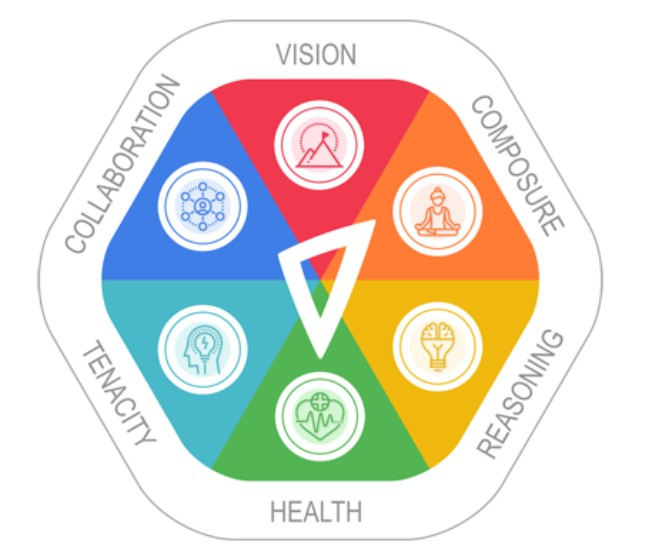 VISION
COMPOSURE
REASONING
HEALTH
TENACITY
COLLABORATION